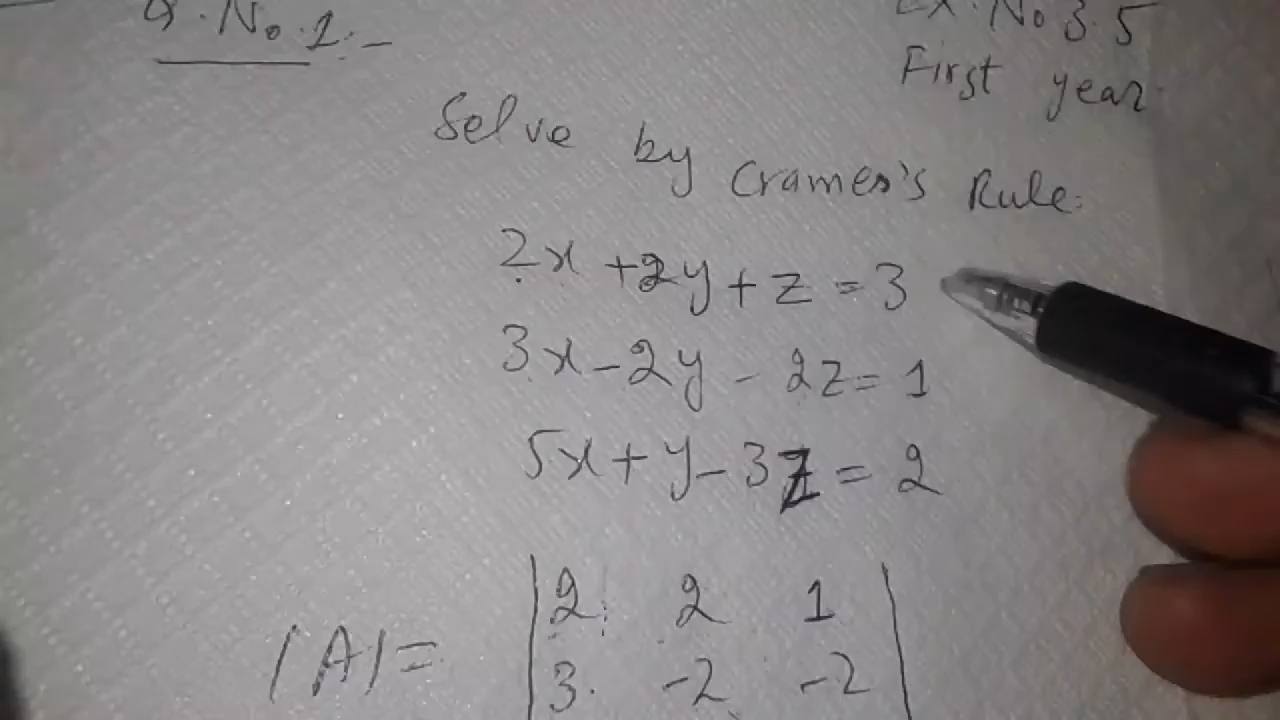 Q. No. 1. -
Ex. No 3.5
First year
Solve by Cramer's Rule:
2x + 2y + z = 3
3x - 2y - 2z = 1
5x + y - 3z = 2
|A| = | 2 2 1 |
3 -2 -2